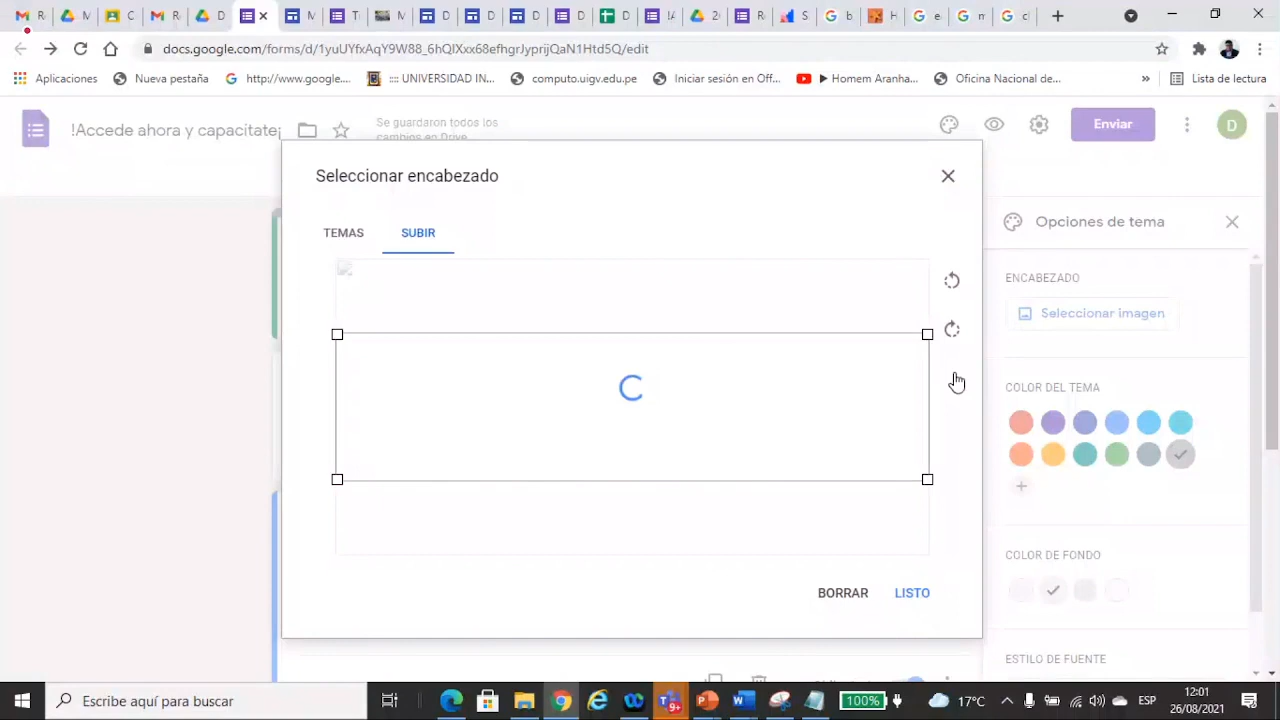 M
M
C
M
R
D
M
T
M
D
D
D
D
D
IA
20
R
S
b
H
e
m
c
docs.google.com/forms/d/1yuUYfxAqY9W88_6hQIXxx68efhgrJyprijQaN1Htd5Q/edit
Aplicaciones
Nueva pestaña
http://www.google....
:::: UNIVERSIDAD IN...
computo.uigv.edu.pe
Iniciar sesión en Off...
▶ Homem Aranha...
Oficina Nacional de...
»
Lista de lectura
!Accede ahora y capacitate¡
Se guardaron todos los
cambios en Drive
Enviar
D
Seleccionar encabezado
TEMAS
SUBIR
BORRAR
LISTO
Opciones de tema
ENCABEZADO
Seleccionar imagen
COLOR DEL TEMA
COLOR DE FONDO
ESTILO DE FUENTE
Escribe aquí para buscar
9+
100%
17°C
ESP
12:01
26/08/2021